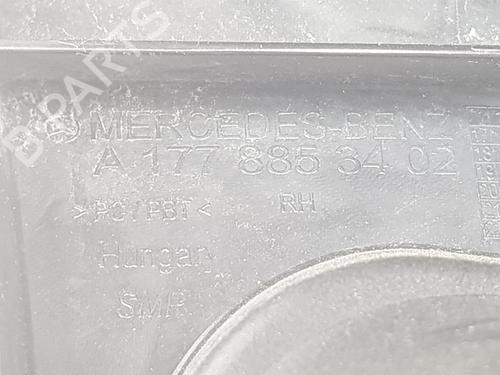 B-PARTS
MERCEDES-BENZ
A 177 885 34 02
>PC+PBT< RH
Hungary
SMR